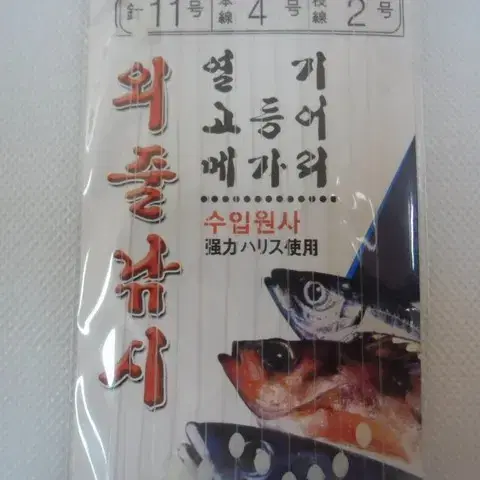 針 11号 本線 4号 枝線 2号
외줄낚시
열기
고등어
메가리
수입원사
强力ハリス使用